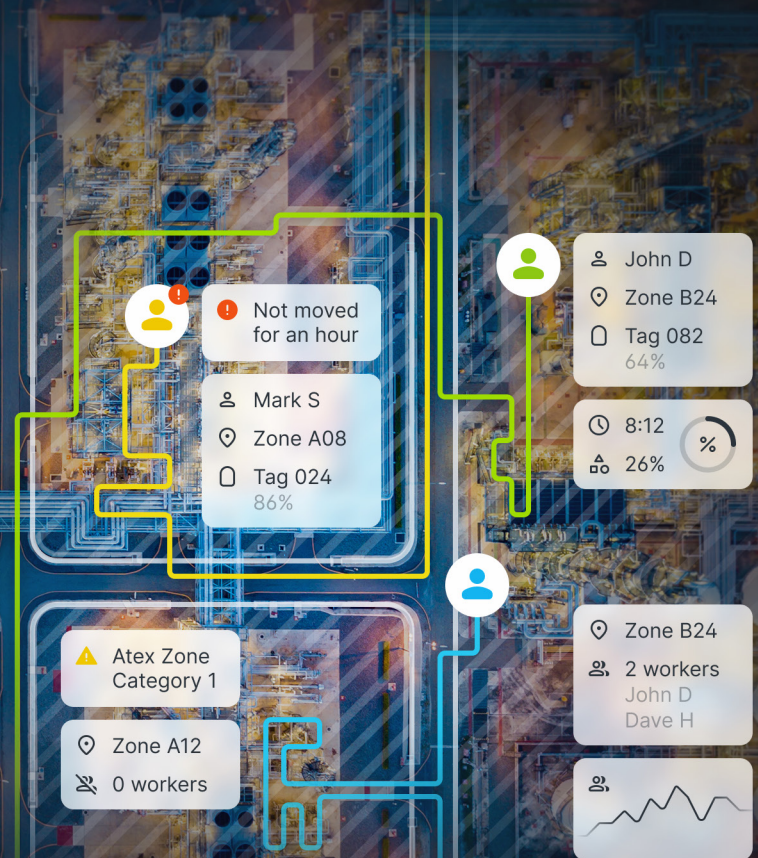 John D
Zone B24
Tag 082
64%
8:12
26%
%
Not moved
for an hour
Mark S
Zone A08
Tag 024
86%
Atex Zone
Category 1
Zone A12
0 workers
Zone B24
2 workers
John D
Dave H